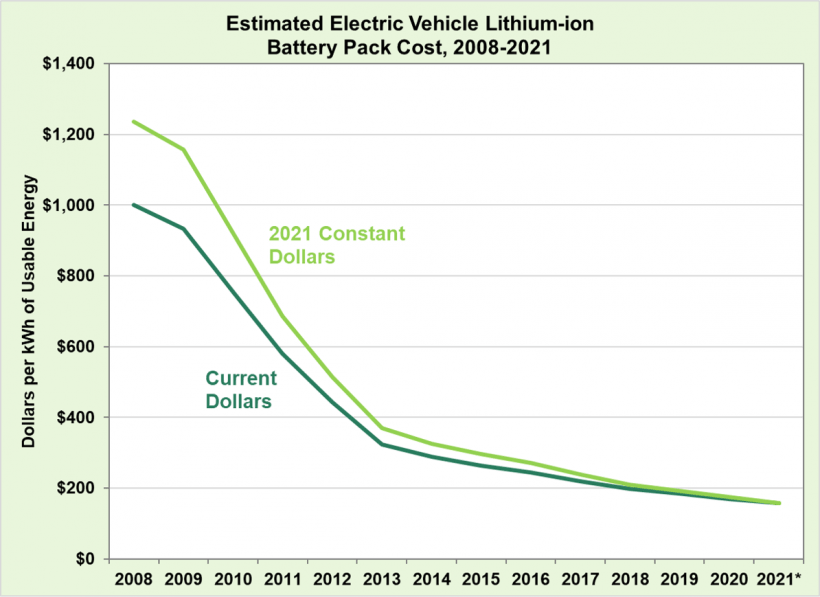 Estimated Electric Vehicle Lithium-ion
Battery Pack Cost, 2008-2021
Dollars per kWh of Usable Energy
$1,400
$1,200
$1,000
$800
$600
$400
$200
$0
2021 Constant
Dollars
Current
Dollars
2008 2009 2010 2011 2012 2013 2014 2015 2016 2017 2018 2019 2020 2021*